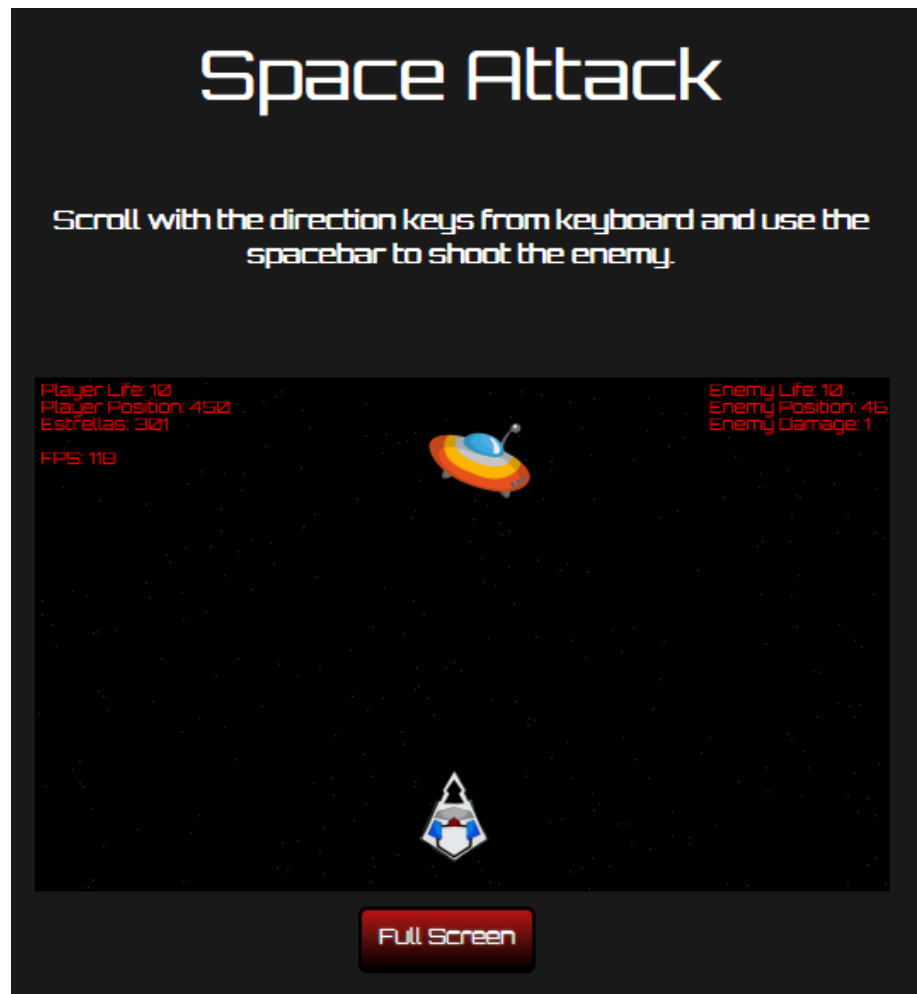 Space Attack
Scroll with the direction keys from keyboard and use the
spacebar to shoot the enemy.
Player Life: 10
Player Position: 450
Estrellas: 301
FPS: 118
Enemy Life: 10
Enemy Position: 46
Enemy Damage: 1
Full Screen